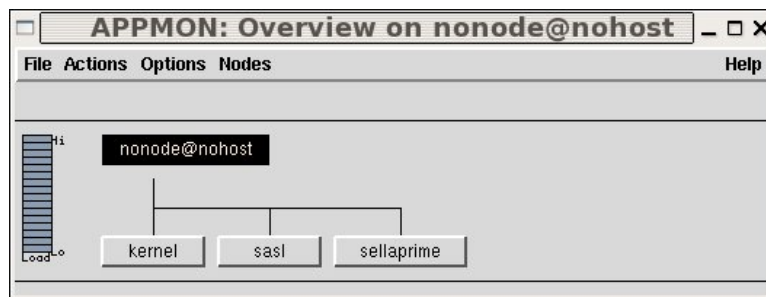 APPMON: Overview on nonode@nohost
File Actions Options Nodes Help
Hi
nonode@nohost
Lo
Load
kernel sasl sellaprime